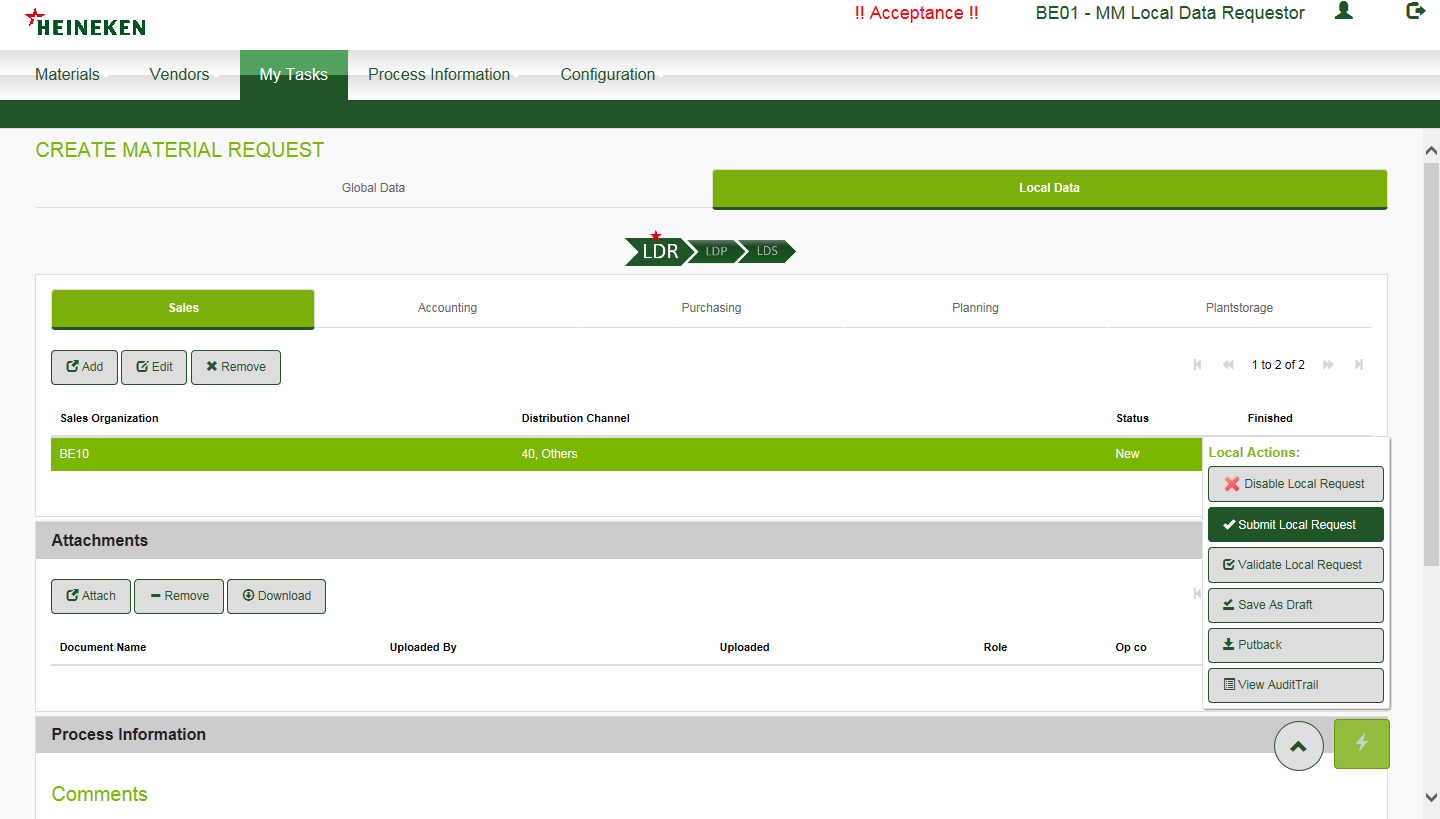 HEINEKEN
!! Acceptance !! BE01 - MM Local Data Requestor
Materials Vendors My Tasks Process Information Configuration
CREATE MATERIAL REQUEST
Global Data Local Data
LDR LDP LDS
Sales Accounting Purchasing Planning Plantstorage
Add Edit Remove 1 to 2 of 2
Sales Organization Distribution Channel Status Finished
BE10 40, Others New
Local Actions:
Disable Local Request
Submit Local Request
Validate Local Request
Save As Draft
Putback
View AuditTrail
Attachments
Attach Remove Download
Document Name Uploaded By Uploaded Role Op co
Process Information
Comments